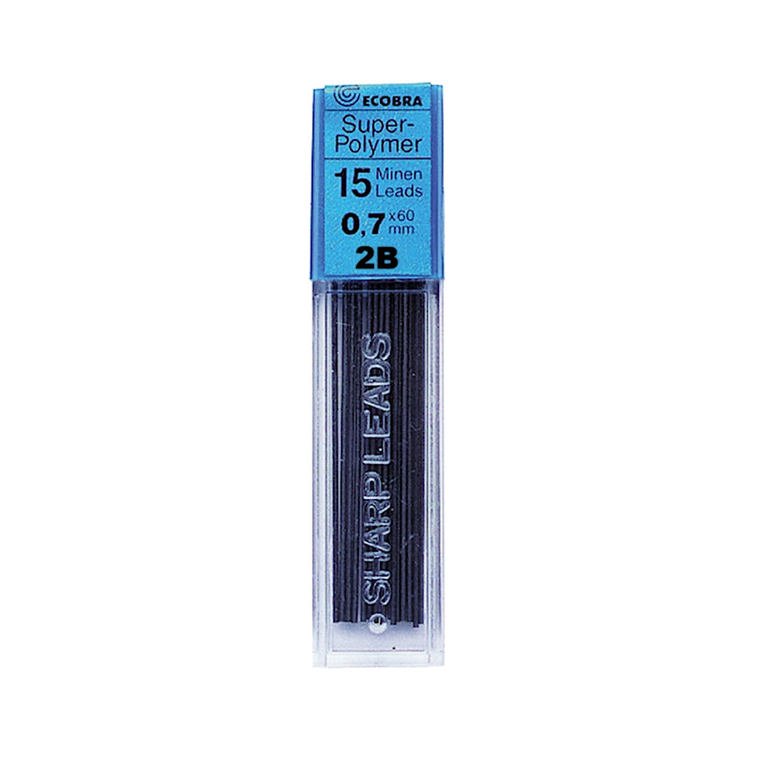 ECOBRA
Super-
Polymer
15 Minen
Leads
0,7 x60
mm
2B
SHARP LEADS